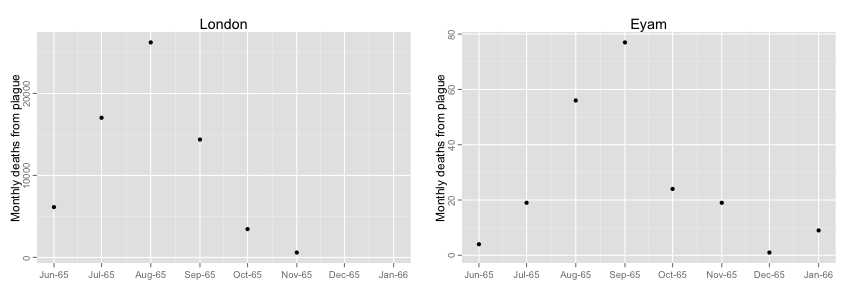 London
Monthly deaths from plague
20000
10000
0
Jun-65 Jul-65 Aug-65 Sep-65 Oct-65 Nov-65 Dec-65 Jan-66
Eyam
Monthly deaths from plague
80
60
40
20
0
Jun-65 Jul-65 Aug-65 Sep-65 Oct-65 Nov-65 Dec-65 Jan-66